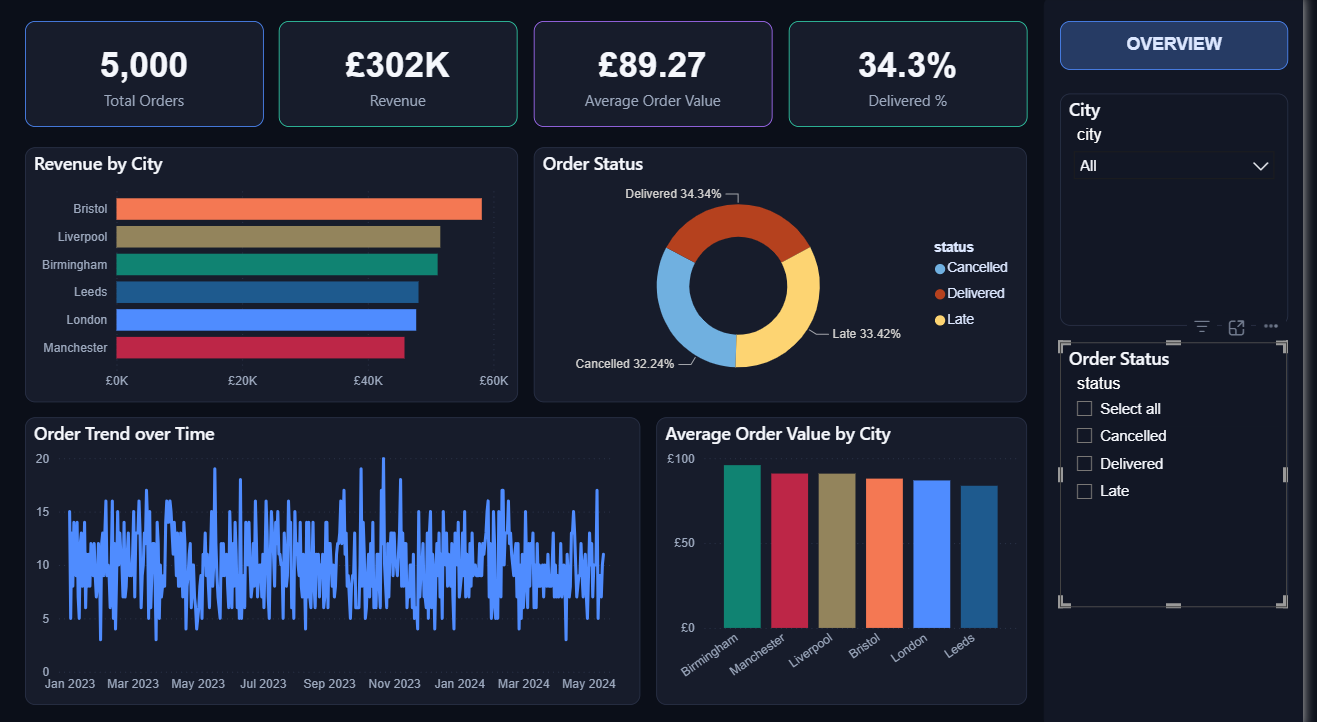 5,000
Total Orders
£302K
Revenue
£89.27
Average Order Value
34.3%
Delivered %
OVERVIEW
City
city
All
Revenue by City
Bristol
Liverpool
Birmingham
Leeds
London
Manchester
£0K £20K £40K £60K
Order Status
Delivered 34.34%
Late 33.42%
Cancelled 32.24%
status
Cancelled
Delivered
Late
Order Status
status
Select all
Cancelled
Delivered
Late
Order Trend over Time
20
15
10
5
0
Jan 2023 Mar 2023 May 2023 Jul 2023 Sep 2023 Nov 2023 Jan 2024 Mar 2024 May 2024
Average Order Value by City
£100
£50
£0
Birmingham Manchester Liverpool Bristol London Leeds